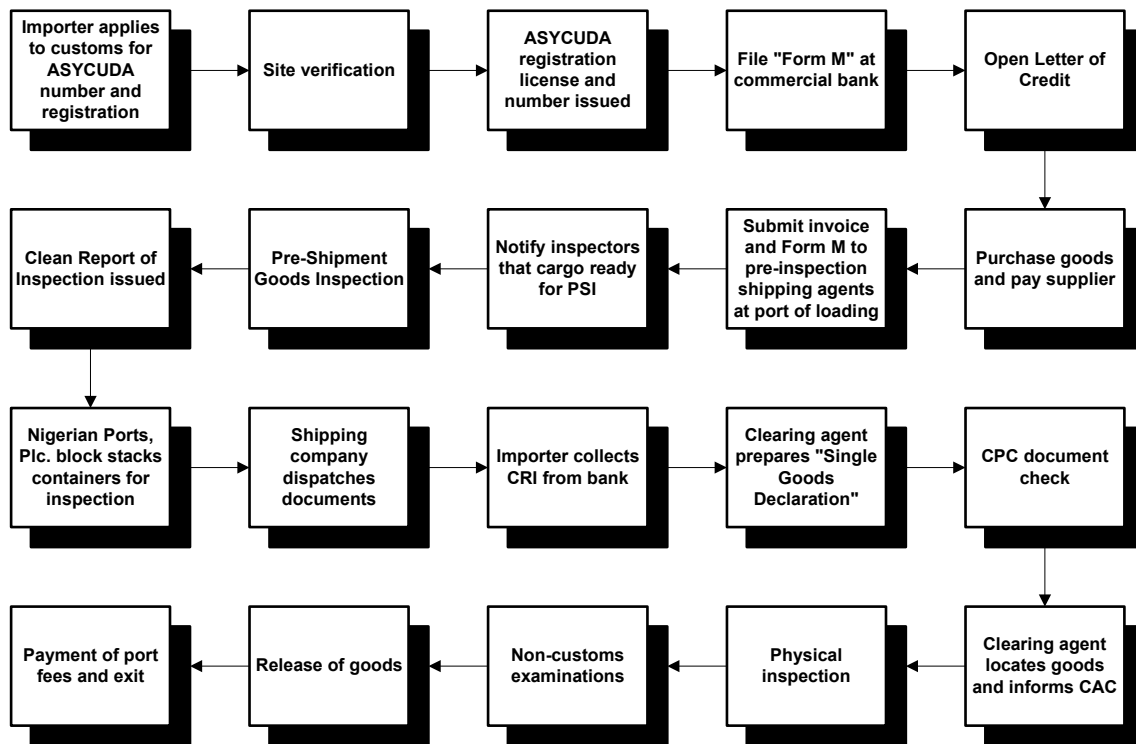 Importer applies
to customs for
ASYCUDA
number and
registration
Site verification
ASYCUDA
registration
license and
number issued
File "Form M" at
commercial bank
Open Letter of
Credit
Purchase goods
and pay supplier
Submit invoice
and Form M to
pre-inspection
shipping agents
at port of loading
Notify inspectors
that cargo ready
for PSI
Pre-Shipment
Goods Inspection
Clean Report of
Inspection issued
Nigerian Ports,
Plc. block stacks
containers for
inspection
Shipping
company
dispatches
documents
Importer collects
CRI from bank
Clearing agent
prepares "Single
Goods
Declaration"
CPC document
check
Clearing agent
locates goods
and informs CAC
Physical
inspection
Non-customs
examinations
Release of goods
Payment of port
fees and exit